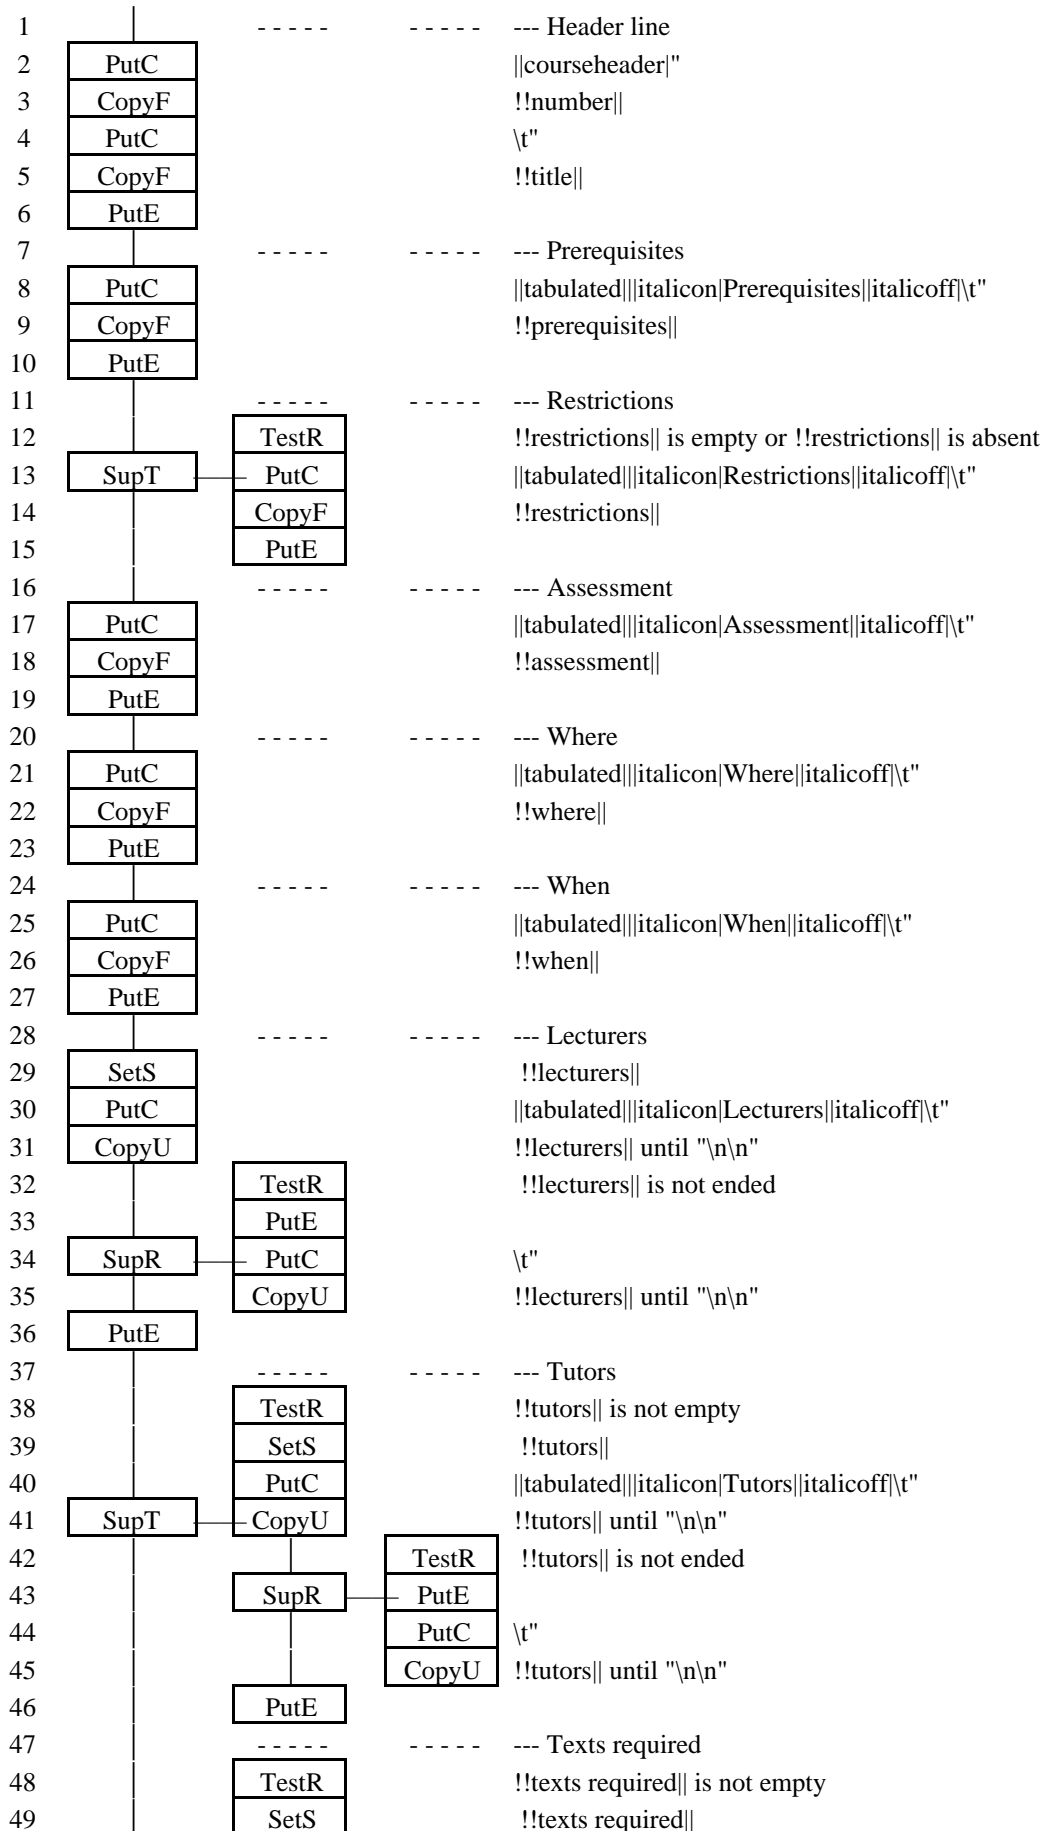 1 - - - - - - - - - - --- Header line
2 PutC ||courseheader|"
3 CopyF !!number||
4 PutC \t"
5 CopyF !!title||
6 PutE
7 - - - - - - - - - - --- Prerequisites
8 PutC ||tabulated|||italicon|Prerequisites||italicoff|\t"
9 CopyF !!prerequisites||
10 PutE
11 - - - - - - - - - - --- Restrictions
12 TestR !!restrictions|| is empty or !!restrictions|| is absent
13 SupT PutC ||tabulated|||italicon|Restrictions||italicoff|\t"
14 CopyF !!restrictions||
15 PutE
16 - - - - - - - - - - --- Assessment
17 PutC ||tabulated|||italicon|Assessment||italicoff|\t"
18 CopyF !!assessment||
19 PutE
20 - - - - - - - - - - --- Where
21 PutC ||tabulated|||italicon|Where||italicoff|\t"
22 CopyF !!where||
23 PutE
24 - - - - - - - - - - --- When
25 PutC ||tabulated|||italicon|When||italicoff|\t"
26 CopyF !!when||
27 PutE
28 - - - - - - - - - - --- Lecturers
29 SetS !!lecturers||
30 PutC ||tabulated|||italicon|Lecturers||italicoff|\t"
31 CopyU !!lecturers|| until "\n\n"
32 TestR !!lecturers|| is not ended
33 PutE
34 SupR PutC \t"
35 CopyU !!lecturers|| until "\n\n"
36 PutE
37 - - - - - - - - - - --- Tutors
38 TestR !!tutors|| is not empty
39 SetS !!tutors||
40 PutC ||tabulated|||italicon|Tutors||italicoff|\t"
41 SupT CopyU !!tutors|| until "\n\n"
42 TestR !!tutors|| is not ended
43 SupR PutE
44 PutC \t"
45 CopyU !!tutors|| until "\n\n"
46 PutE
47 - - - - - - - - - - --- Texts required
48 TestR !!texts required|| is not empty
49 SetS !!texts required||